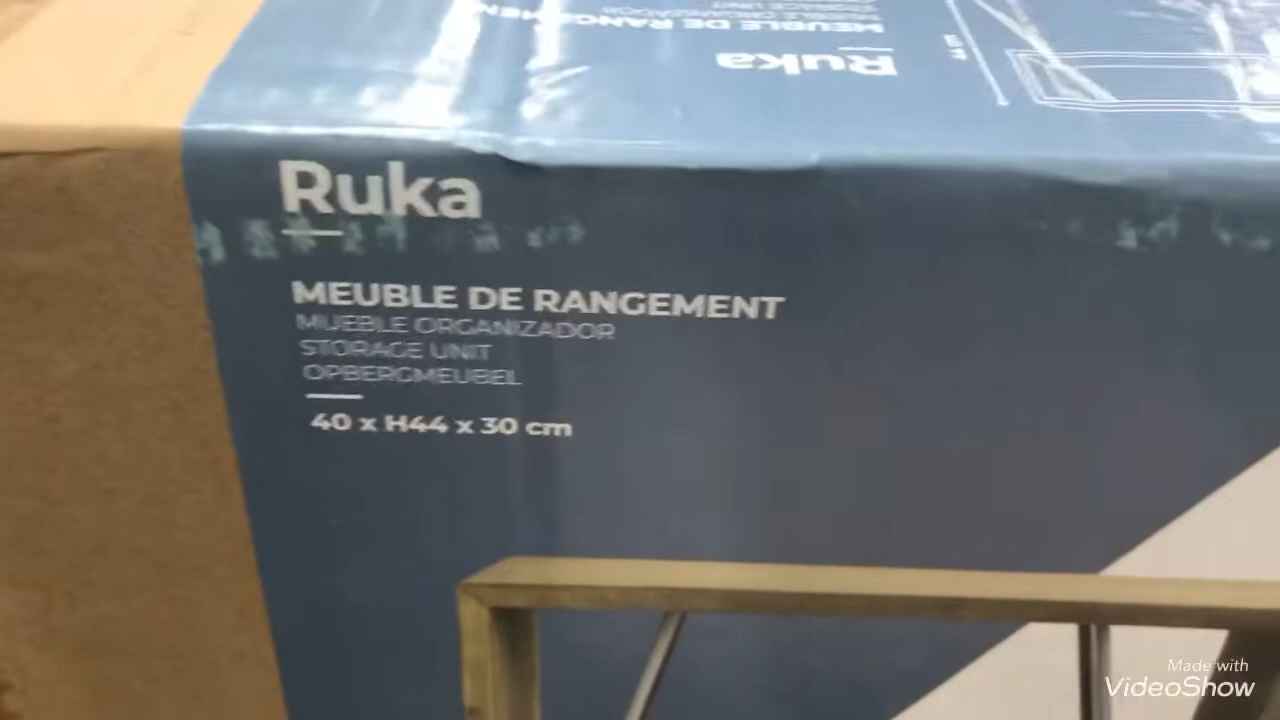 Ruka
MEUBLE DE RANGEMENT
MUEBLE ORGANIZADOR
STORAGE UNIT
OPBERGMEUBEL
40 x H44 x 30 cm
Ruka
MEUBLE DE
Made with
VideoShow